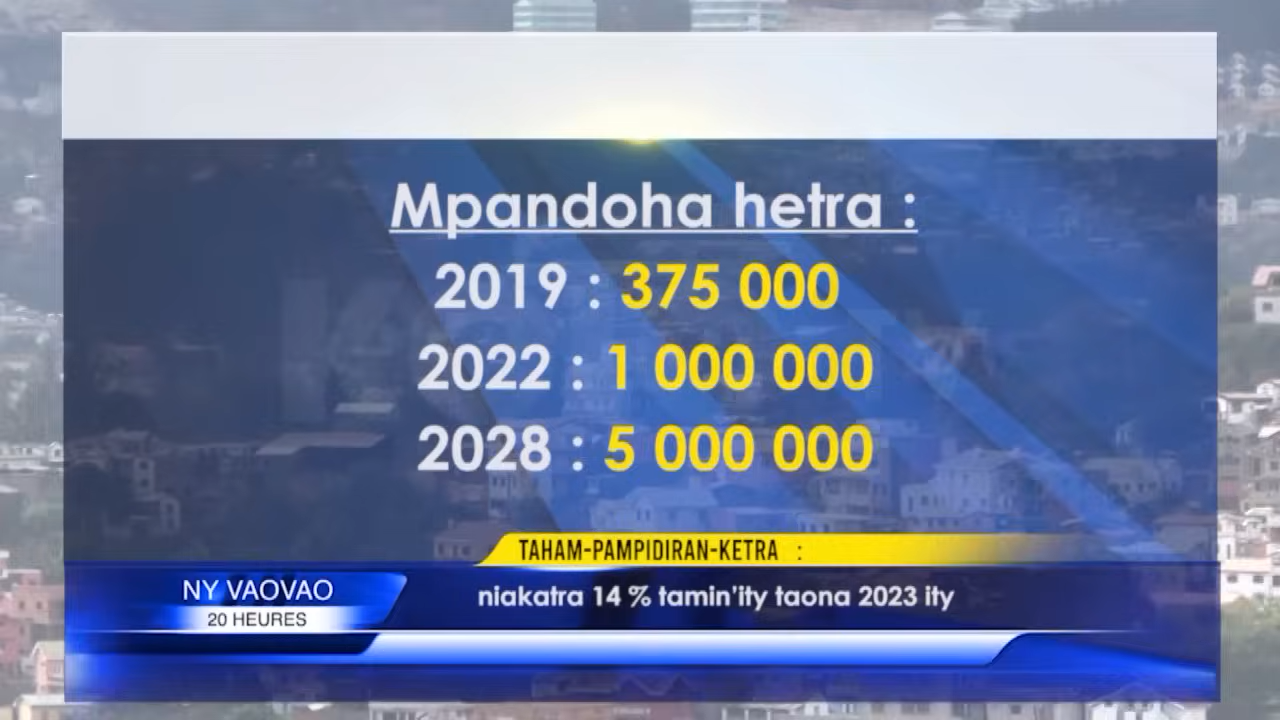 Mpandoha hetra :
2019 : 375 000
2022 : 1 000 000
2028 : 5 000 000
TAHAM-PAMPIDIRAN-KETRA :
NY VAOVAO
20 HEURES
niakatra 14 % tamin'ity taona 2023 ity